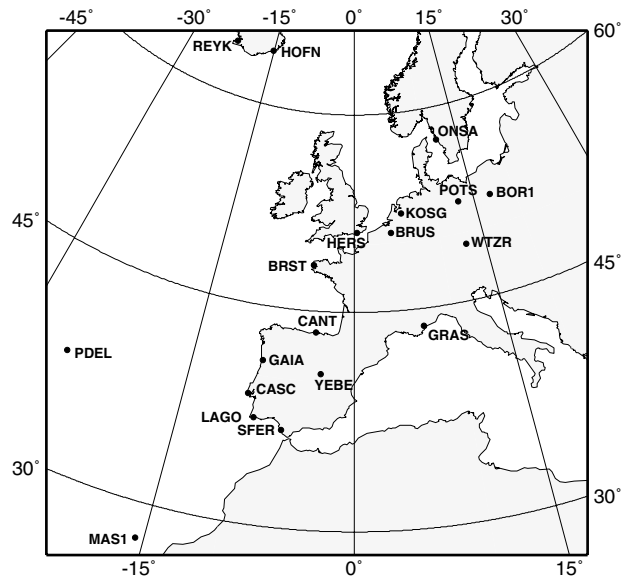 -45° -30° -15° 0° 15° 30°
60°
REYK HOFN
ONSA
POTS BOR1
KOSG
45°
HERS BRUS WTZR
BRST 45°
CANT
GRAS
PDEL GAIA
YEBE
CASC
LAGO
SFER
30°
30°
MAS1
-15° 0° 15°